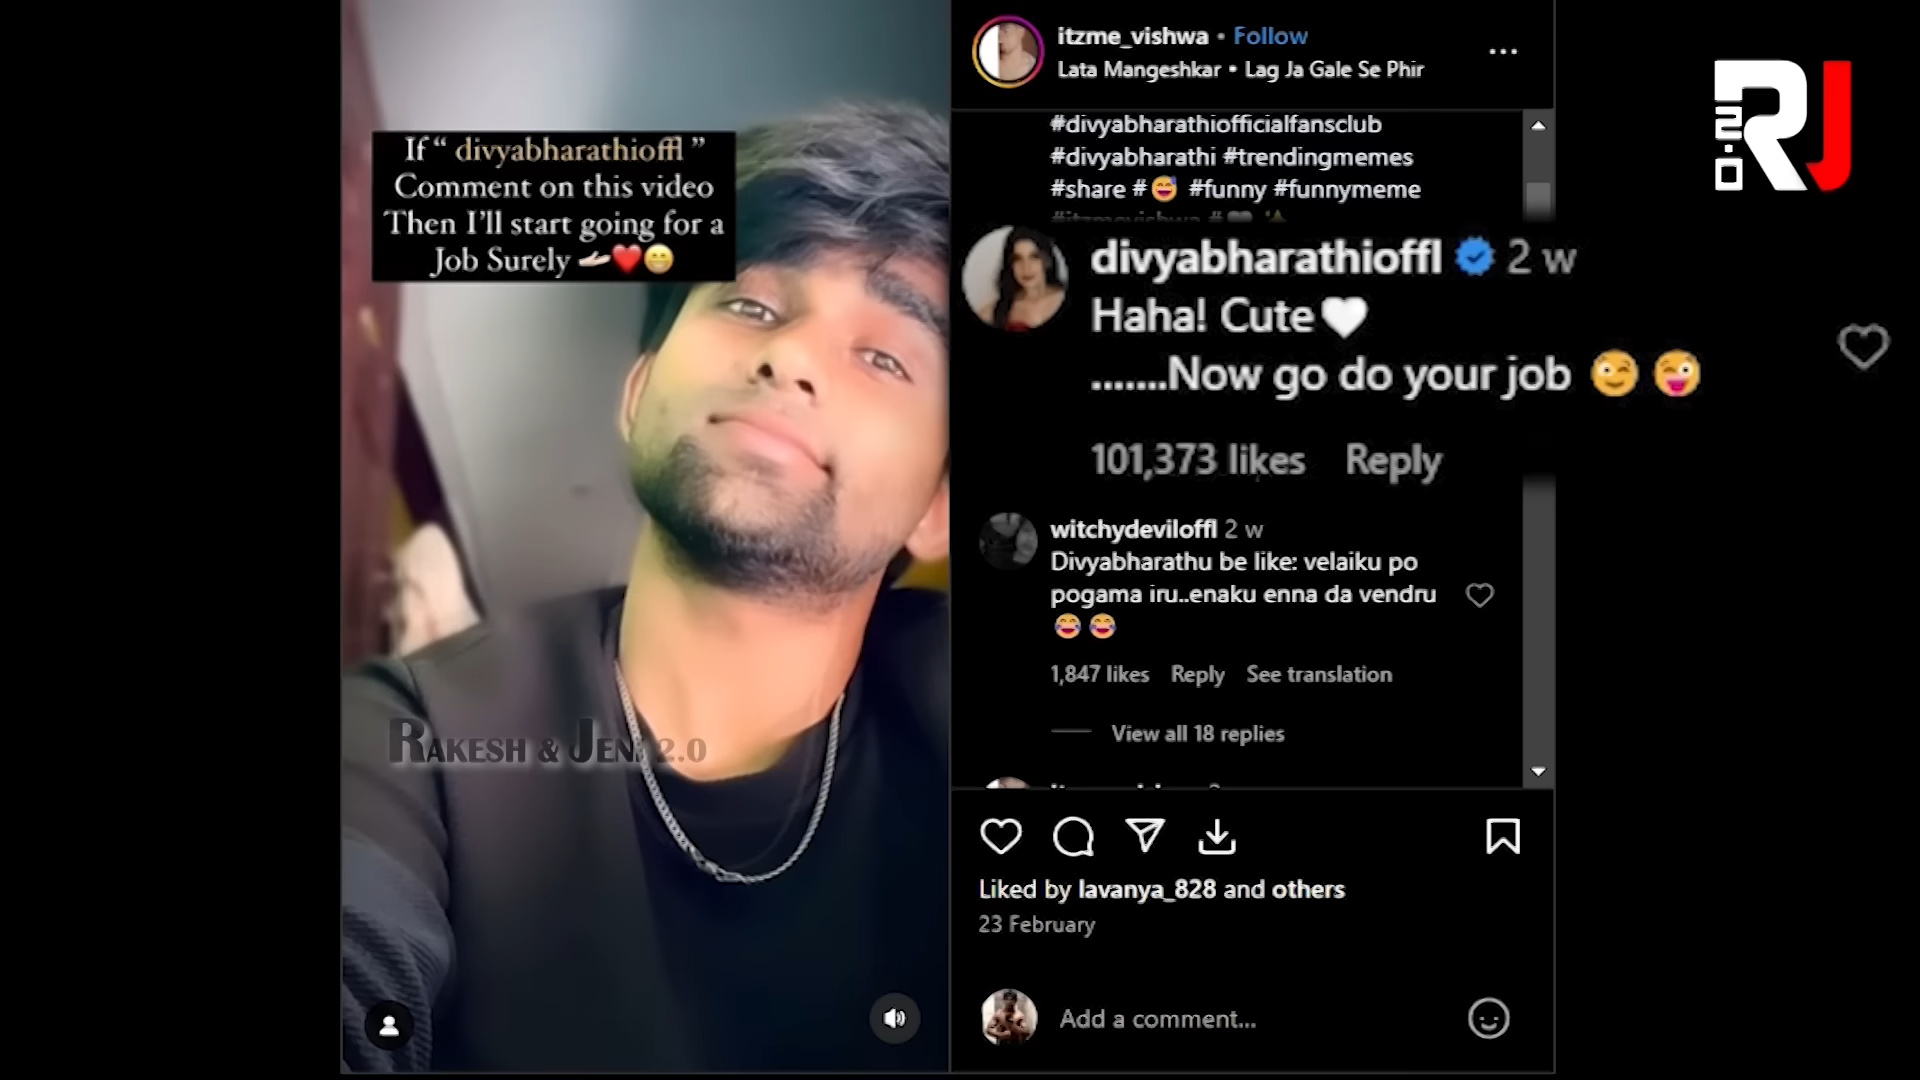 If “ divyabharathioffl ”
Comment on this video
Then I’ll start going for a
Job Surely 🫴🏻❤️😁
RAKESH & JENI 2.0
itzme_vishwa • Follow
Lata Mangeshkar • Lag Ja Gale Se Phir
#divyabharathiofficialfansclub
#divyabharathi #trendingmemes
#share #😅 #funny #funnymeme
divyabharathioffl 2 w
Haha! Cute🤍
.......Now go do your job 😉 😜
101,373 likes Reply
witchydeviloffl 2 w
Divyabharathu be like: velaiku po
pogama iru..enaku enna da vendru
😂 😂
1,847 likes Reply See translation
View all 18 replies
Liked by lavanya_828 and others
23 February
Add a comment...
RJ
2.0